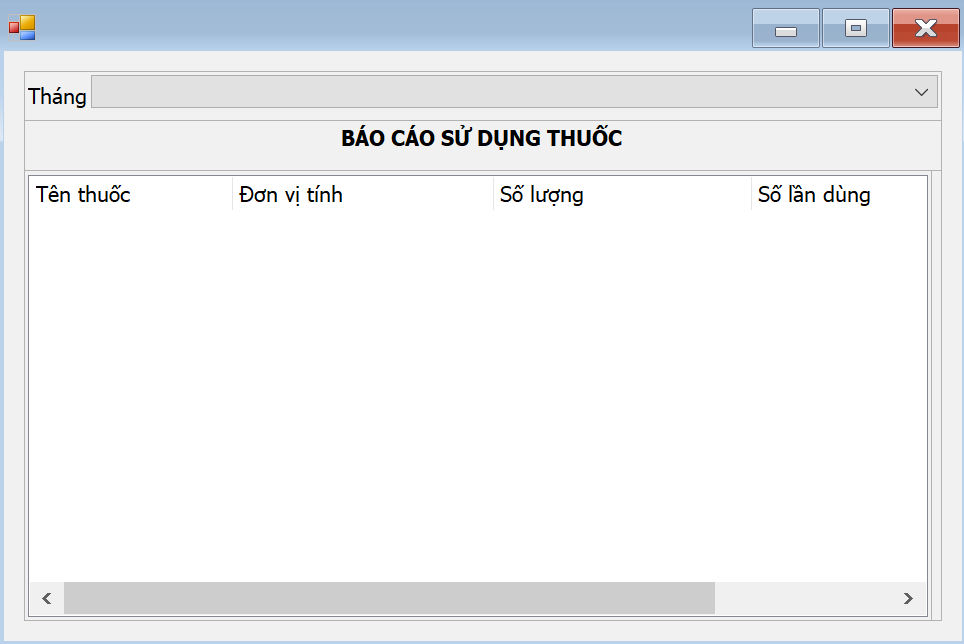 Tháng
BÁO CÁO SỬ DỤNG THUỐC
Tên thuốc Đơn vị tính Số lượng Số lần dùng